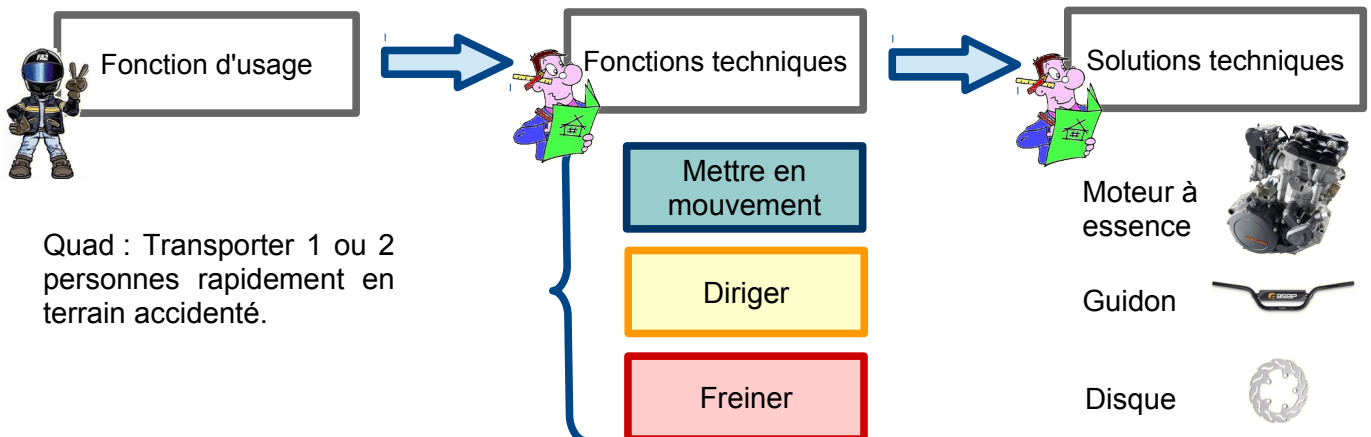 Fonction d'usage
Fonctions techniques
Solutions techniques
Quad : Transporter 1 ou 2
personnes rapidement en
terrain accidenté.
Mettre en
mouvement
Diriger
Freiner
Moteur à
essence
Guidon
Disque